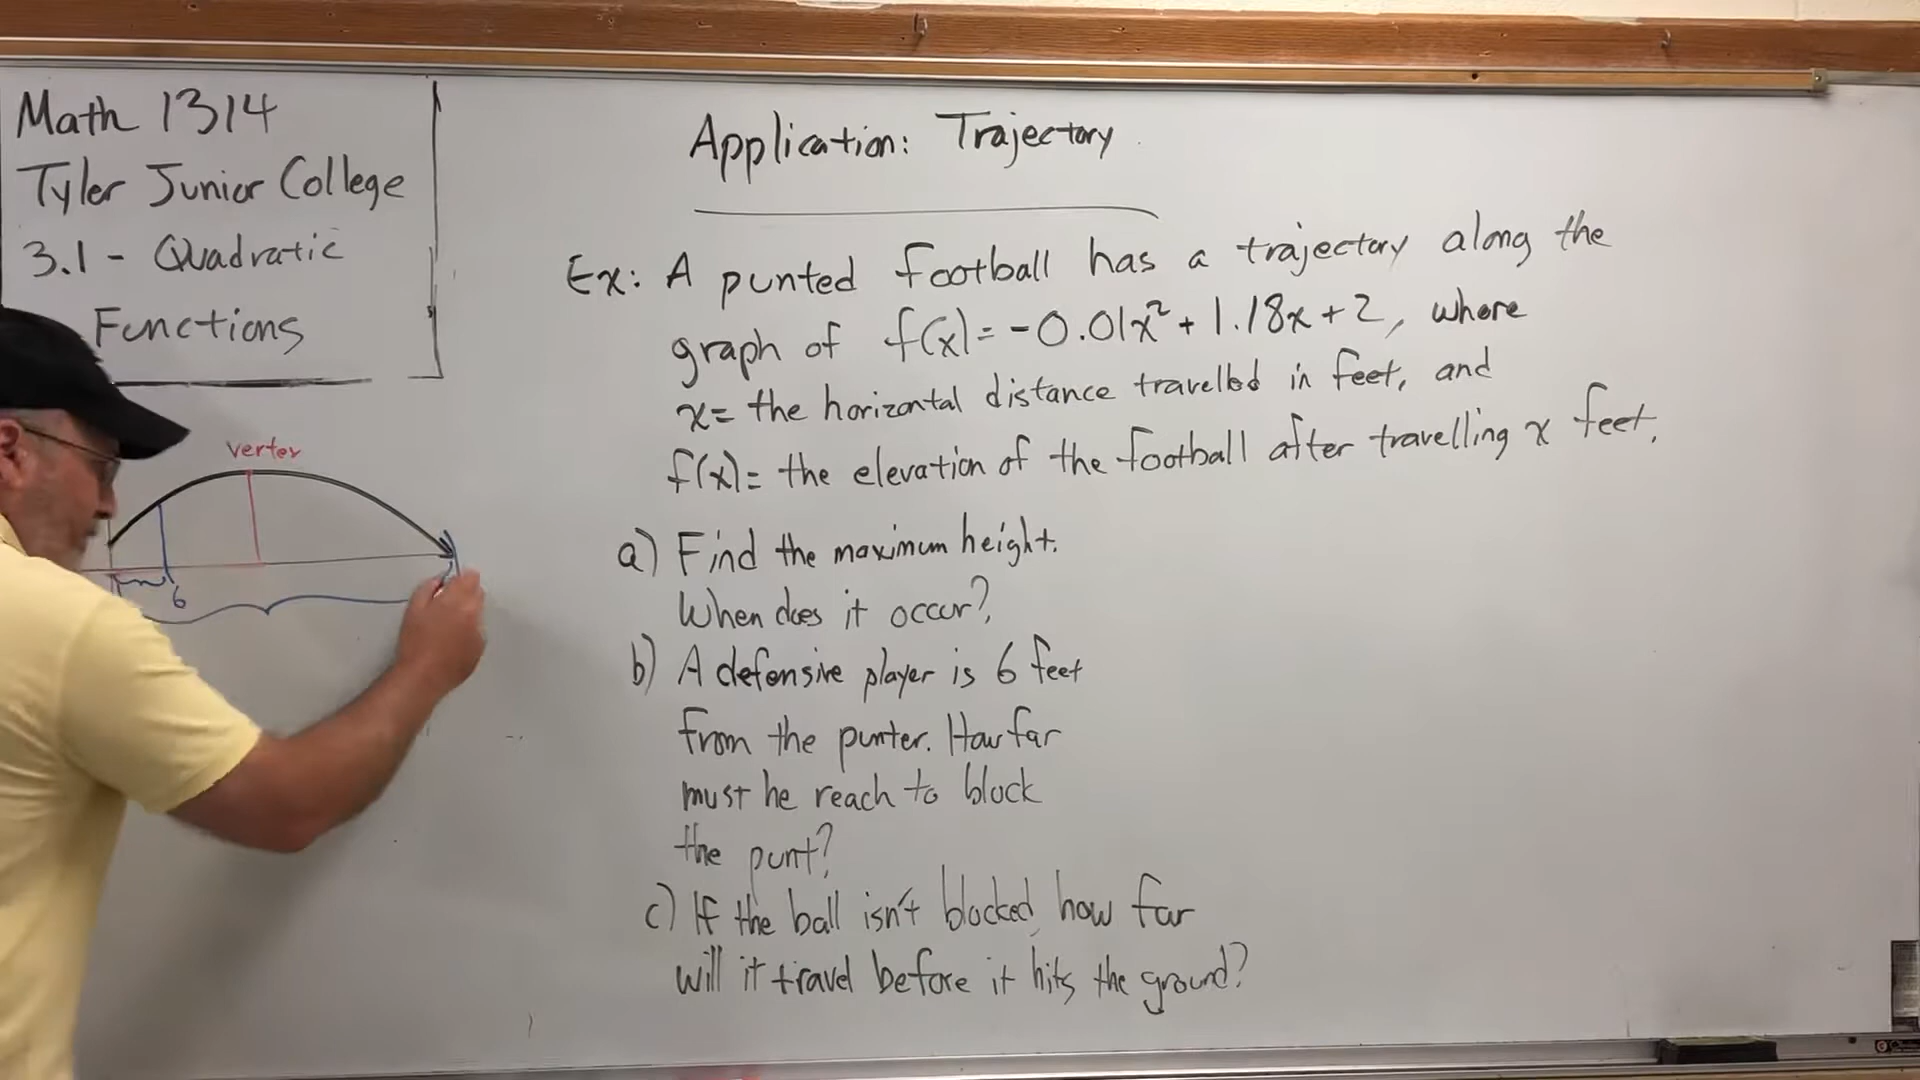 Math 1314
Tyler Junior College
3.1 - Quadratic
Functions
Application: Trajectory
Ex: A punted football has a trajectory along the
graph of f(x) = -0.01x² + 1.18x + 2, where
x = the horizontal distance travelled in feet, and
f(x) = the elevation of the football after travelling x feet.
vertex
6
a) Find the maximum height.
When does it occur?
b) A defensive player is 6 feet
from the punter. How far
must he reach to block
the punt?
c) If the ball isn't blocked, how far
will it travel before it hits the ground?